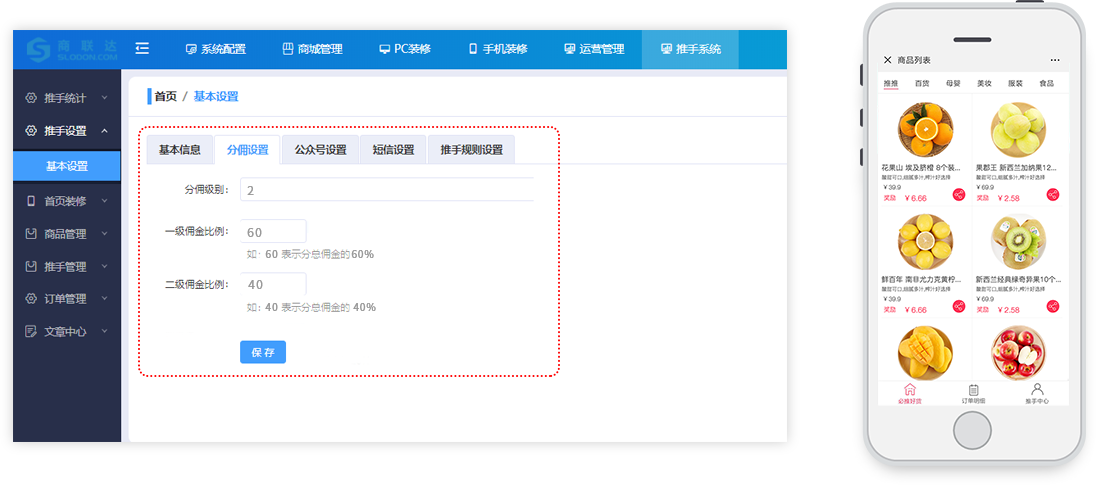 商联达
SLODON.COM
系统配置
商城管理
PC装修
手机装修
运营管理
推手系统
推手统计
推手设置
基本设置
首页装修
商品管理
推手管理
订单管理
文章中心
首页 / 基本设置
基本信息
分佣设置
公众号设置
短信设置
推手规则设置
分佣级别： 2
一级佣金比例： 60
如: 60 表示分总佣金的60%
二级佣金比例： 40
如: 40 表示分总佣金的 40%
保 存
商品列表
推推 百货 母婴 美妆 服装 食品
花果山 埃及脐橙 8个装...
酸甜可口,细腻多汁,榨汁好选择
¥ 39.9
奖励 ¥ 6.66
果郡王 新西兰加纳果12...
酸甜可口,细腻多汁,榨汁好选择
¥ 69.9
奖励 ¥ 2.58
鲜百年 南非尤力克黄柠...
酸甜可口,细腻多汁,榨汁好选择
¥ 39.9
奖励 ¥ 6.66
新西兰经典绿奇异果10个...
酸甜可口,细腻多汁,榨汁好选择
¥ 69.9
奖励 ¥ 2.58
必推好货
订单明细
推手中心